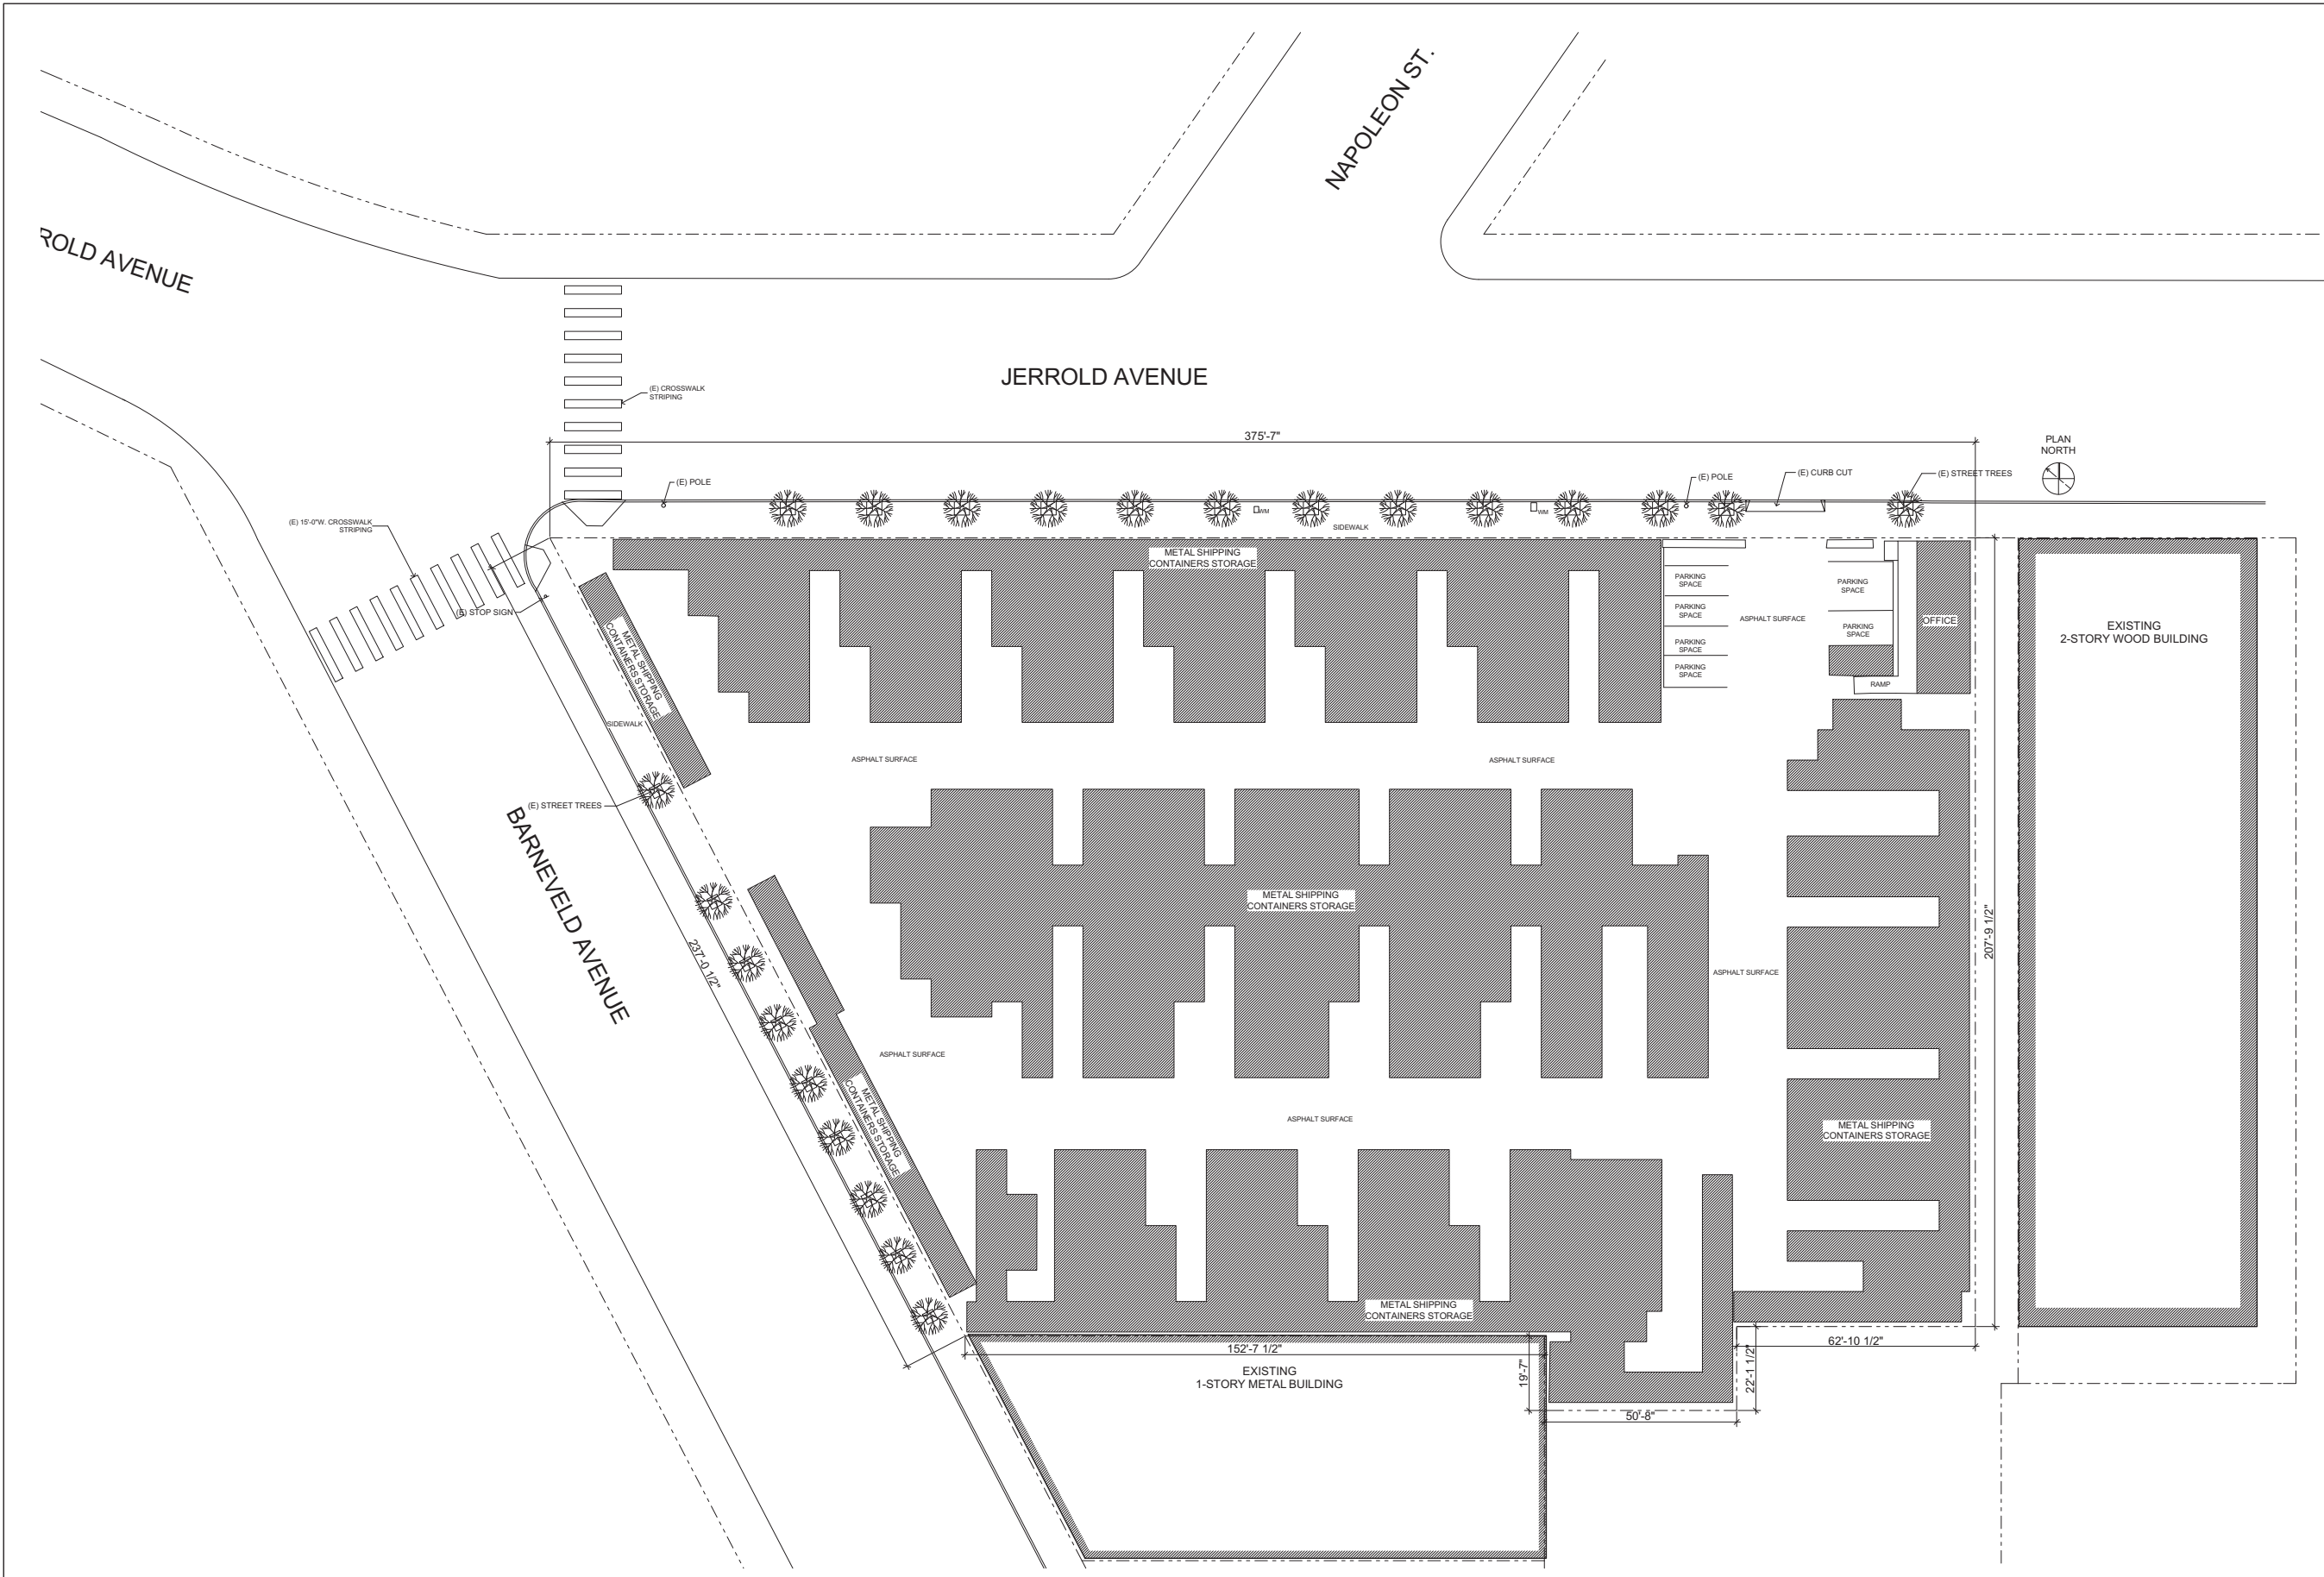 NAPOLEON ST.
ROLD AVENUE
JERROLD AVENUE
(E) CROSSWALK
STRIPING
375'-7"
PLAN
NORTH
(E) POLE
(E) POLE
(E) CURB CUT
(E) STREET TREES
(E) 15'-0"W. CROSSWALK
STRIPING
WM
WM
SIDEWALK
METAL SHIPPING
CONTAINERS STORAGE
PARKING
SPACE
PARKING
SPACE
PARKING
SPACE
PARKING
SPACE
ASPHALT SURFACE
PARKING
SPACE
PARKING
SPACE
OFFICE
RAMP
EXISTING
2-STORY WOOD BUILDING
(E) STOP SIGN
METAL SHIPPING
CONTAINERS STORAGE
SIDEWALK
ASPHALT SURFACE
ASPHALT SURFACE
(E) STREET TREES
BARNEVELD AVENUE
237'-0 1/2"
METAL SHIPPING
CONTAINERS STORAGE
207'-9 1/2"
ASPHALT SURFACE
ASPHALT SURFACE
METAL SHIPPING
CONTAINERS STORAGE
ASPHALT SURFACE
METAL SHIPPING
CONTAINERS STORAGE
METAL SHIPPING
CONTAINERS STORAGE
152'-7 1/2"
EXISTING
1-STORY METAL BUILDING
19'-7"
22'-1 1/2"
62'-10 1/2"
50'-8"